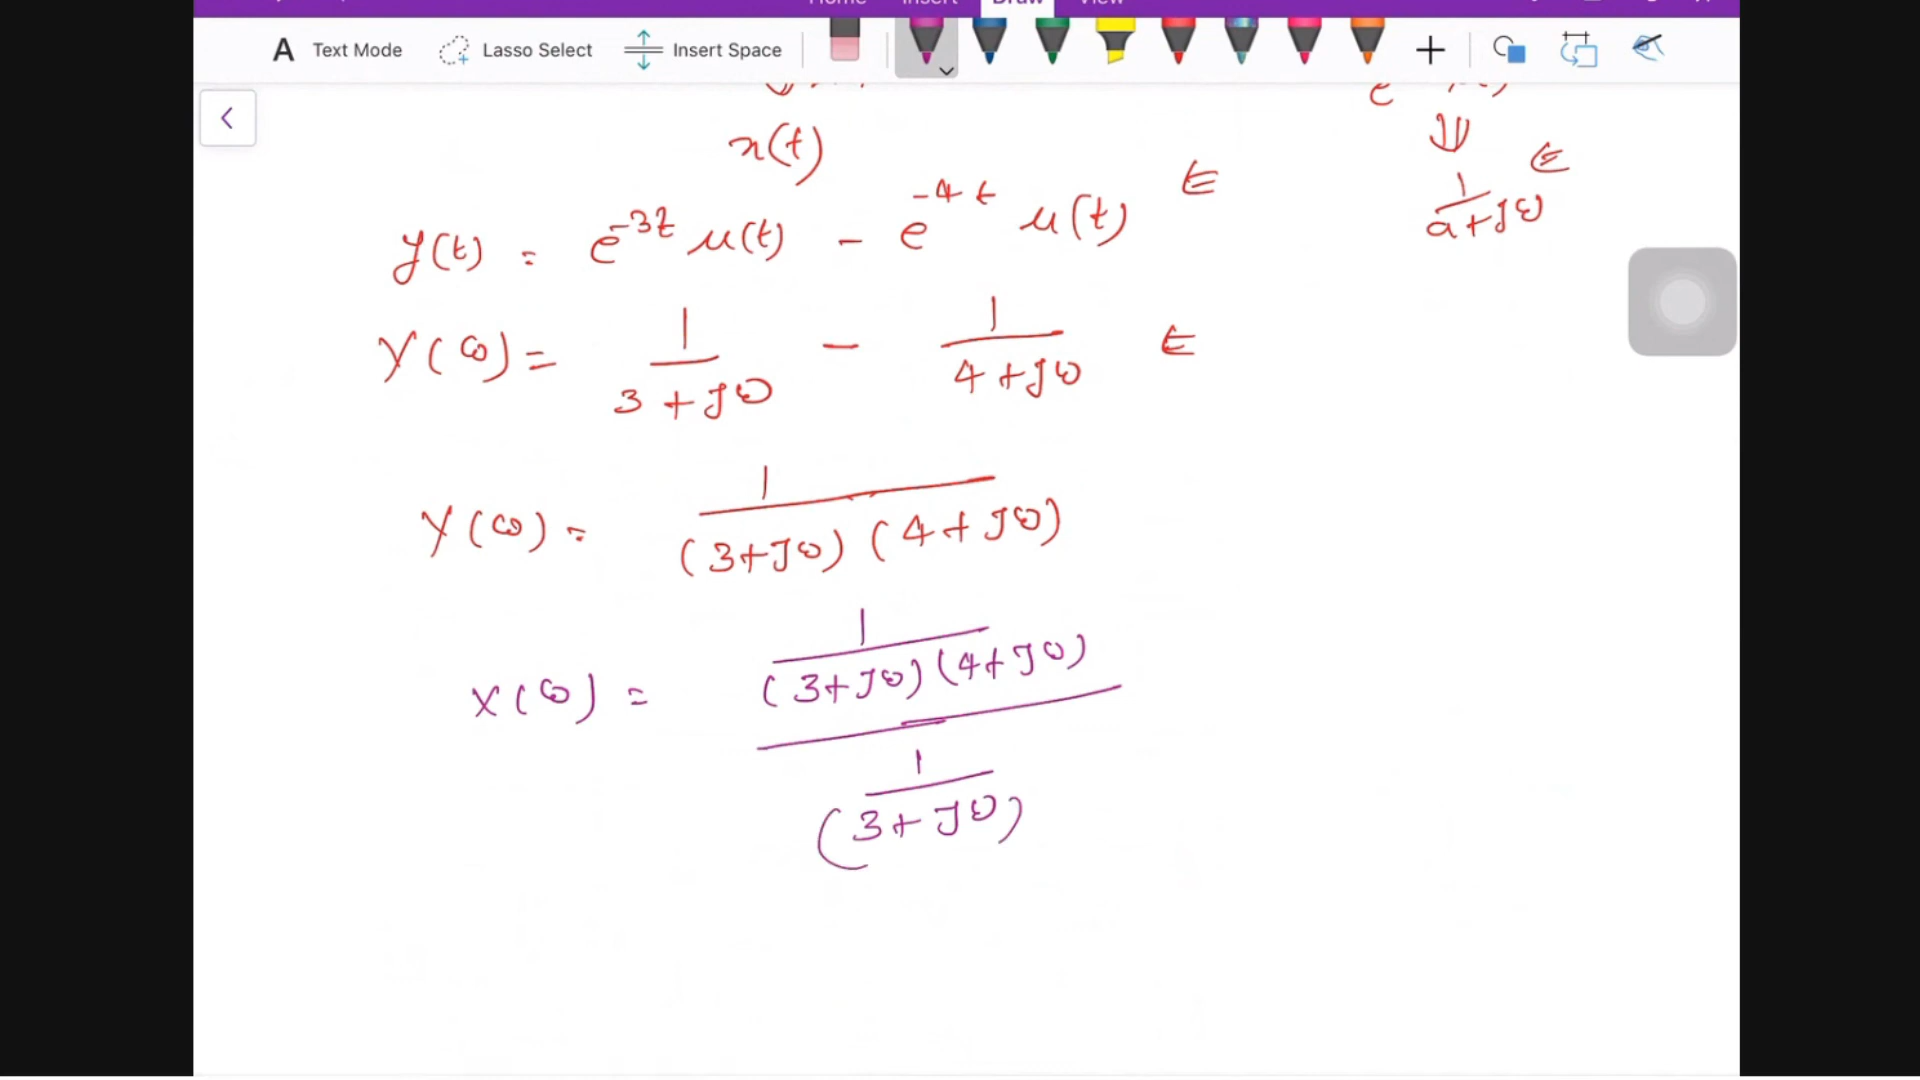 Draw
A Text Mode Lasso Select Insert Space
x(t)
y(t) = e^{-3t} u(t) - e^{-4t} u(t)
1/(a+jω)
Y(ω) = 1/(3+jω) - 1/(4+jω)
Y(ω) = 1/((3+jω)(4+jω))
X(ω) = (1/((3+jω)(4+jω)))/(1/(3+jω))